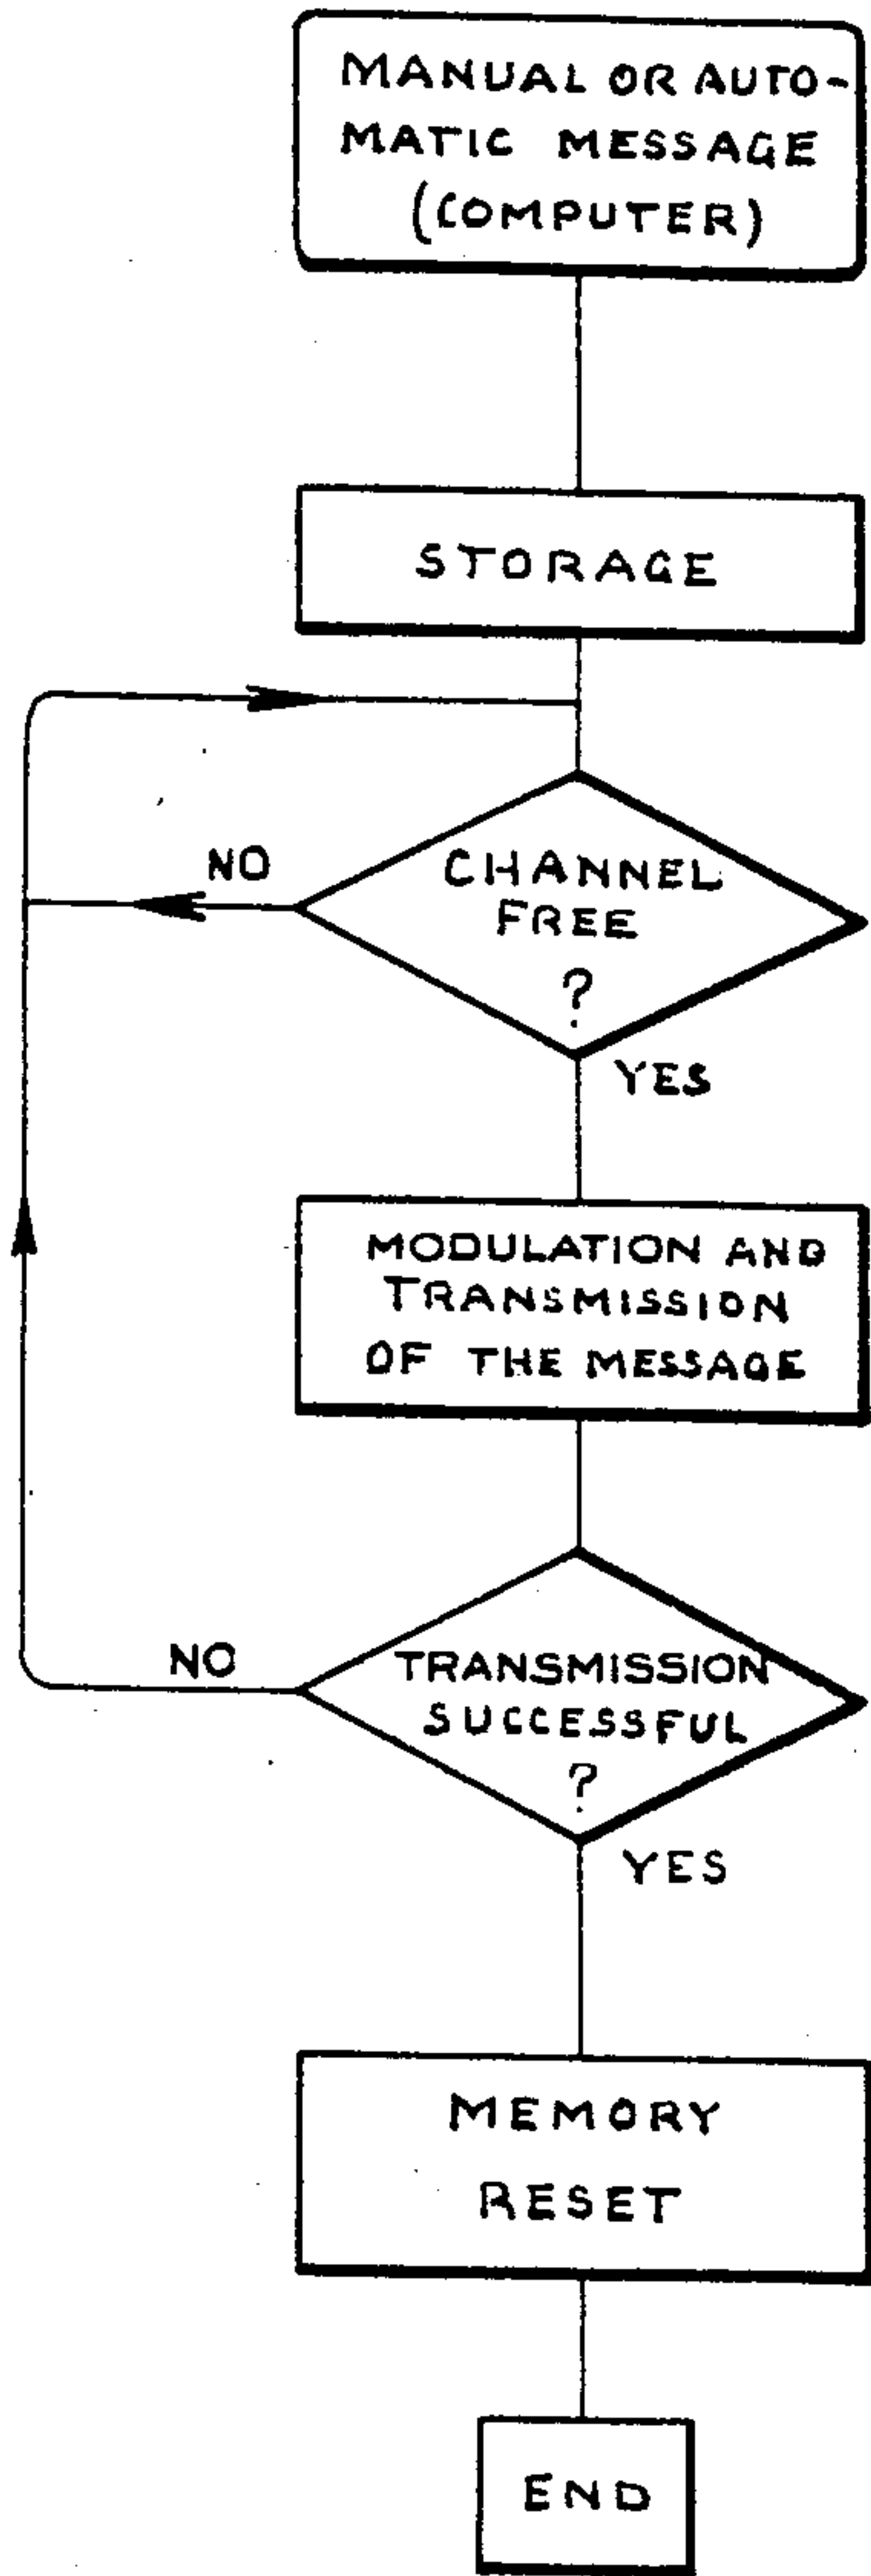 MANUAL OR AUTO-
MATIC MESSAGE
(COMPUTER)
STORAGE
NO
CHANNEL
FREE
?
YES
MODULATION AND
TRANSMISSION
OF THE MESSAGE
NO
TRANSMISSION
SUCCESSFUL
?
YES
MEMORY
RESET
END